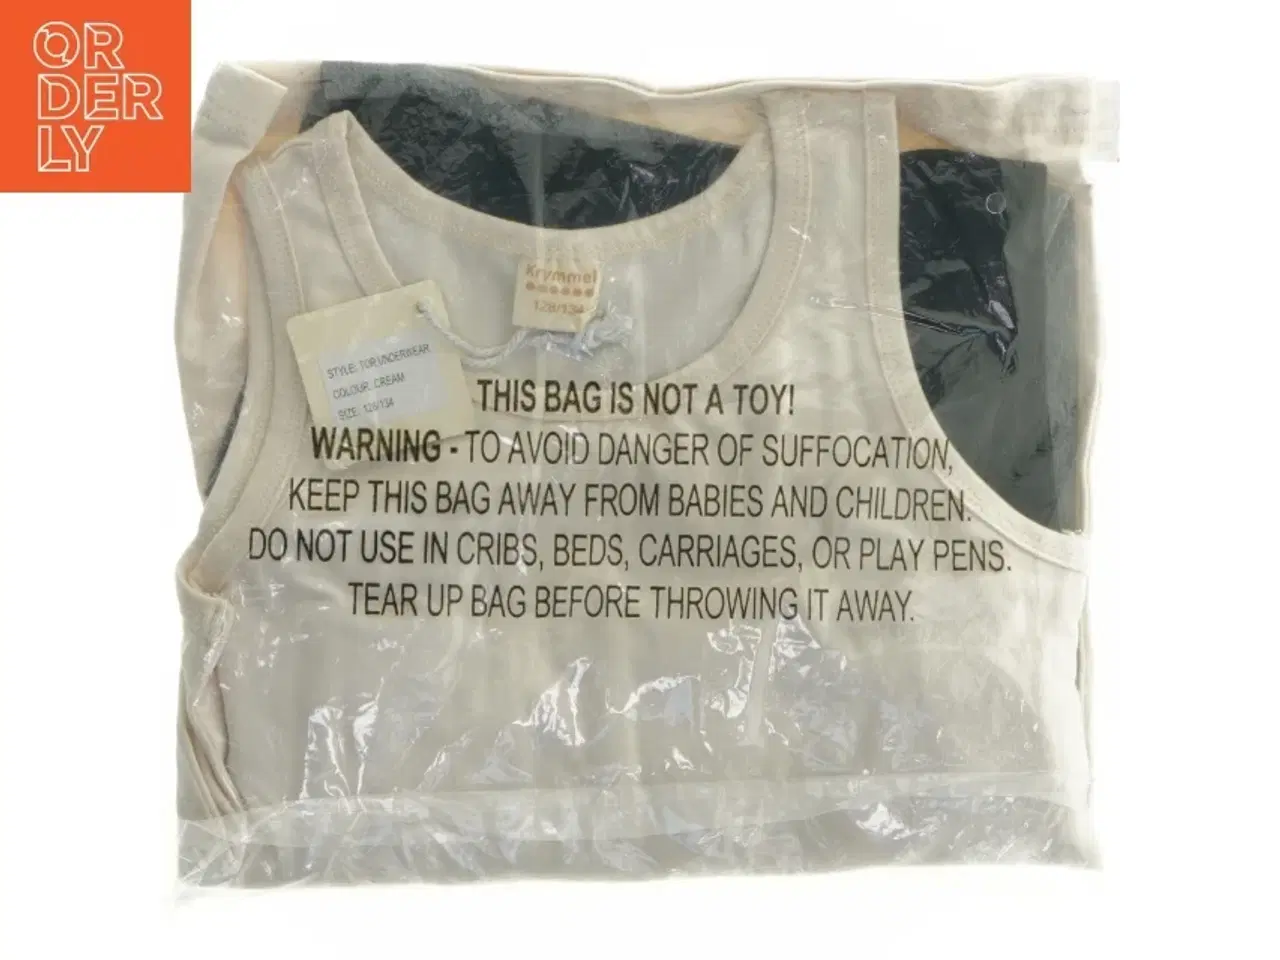 OR
DER
LY
Krymmel
128/134
STYLE: TOR UNDERWEAR
COLOUR: CREAM
SIZE: 128/134
THIS BAG IS NOT A TOY!
WARNING - TO AVOID DANGER OF SUFFOCATION,
KEEP THIS BAG AWAY FROM BABIES AND CHILDREN.
DO NOT USE IN CRIBS, BEDS, CARRIAGES, OR PLAY PENS.
TEAR UP BAG BEFORE THROWING IT AWAY.